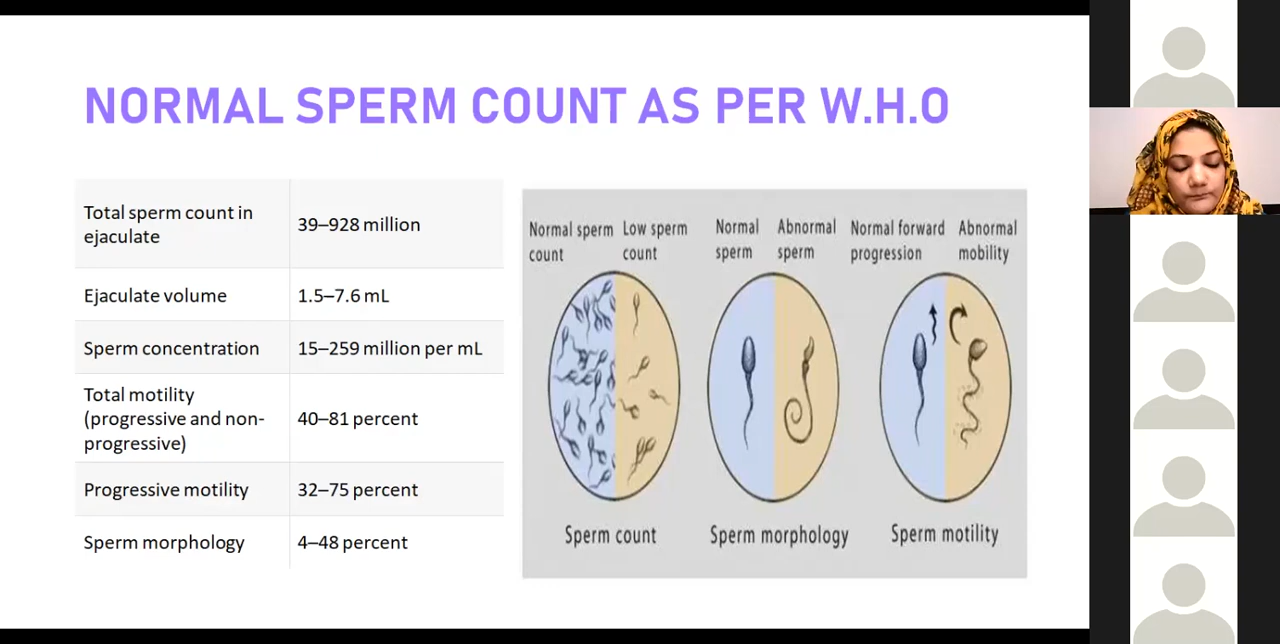 NORMAL SPERM COUNT AS PER W.H.O
Total sperm count in
ejaculate
39–928 million
Ejaculate volume
1.5–7.6 mL
Sperm concentration
15–259 million per mL
Total motility
(progressive and non-
progressive)
40–81 percent
Progressive motility
32–75 percent
Sperm morphology
4–48 percent
Normal sperm
count
Low sperm
count
Normal
sperm
Abnormal
sperm
Normal forward
progression
Abnormal
mobility
Sperm count
Sperm morphology
Sperm motility